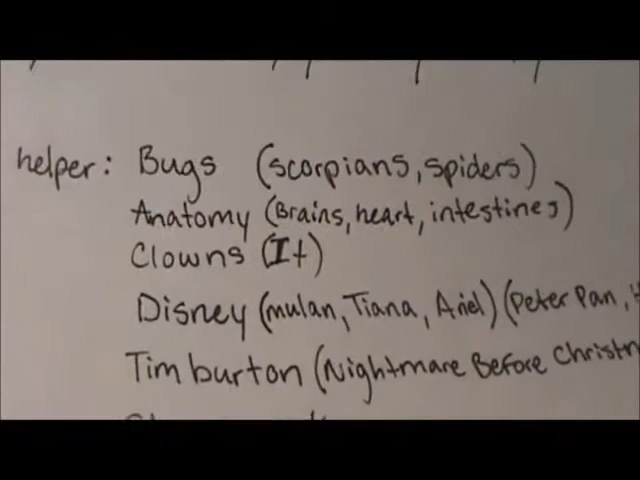 helper: Bugs (scorpians, spiders)
Anatomy (Brains, heart, intestines)
Clowns (It)
Disney (mulan, Tiana, Ariel) (Peter Pan,
Tim burton (Nightmare Before Christm